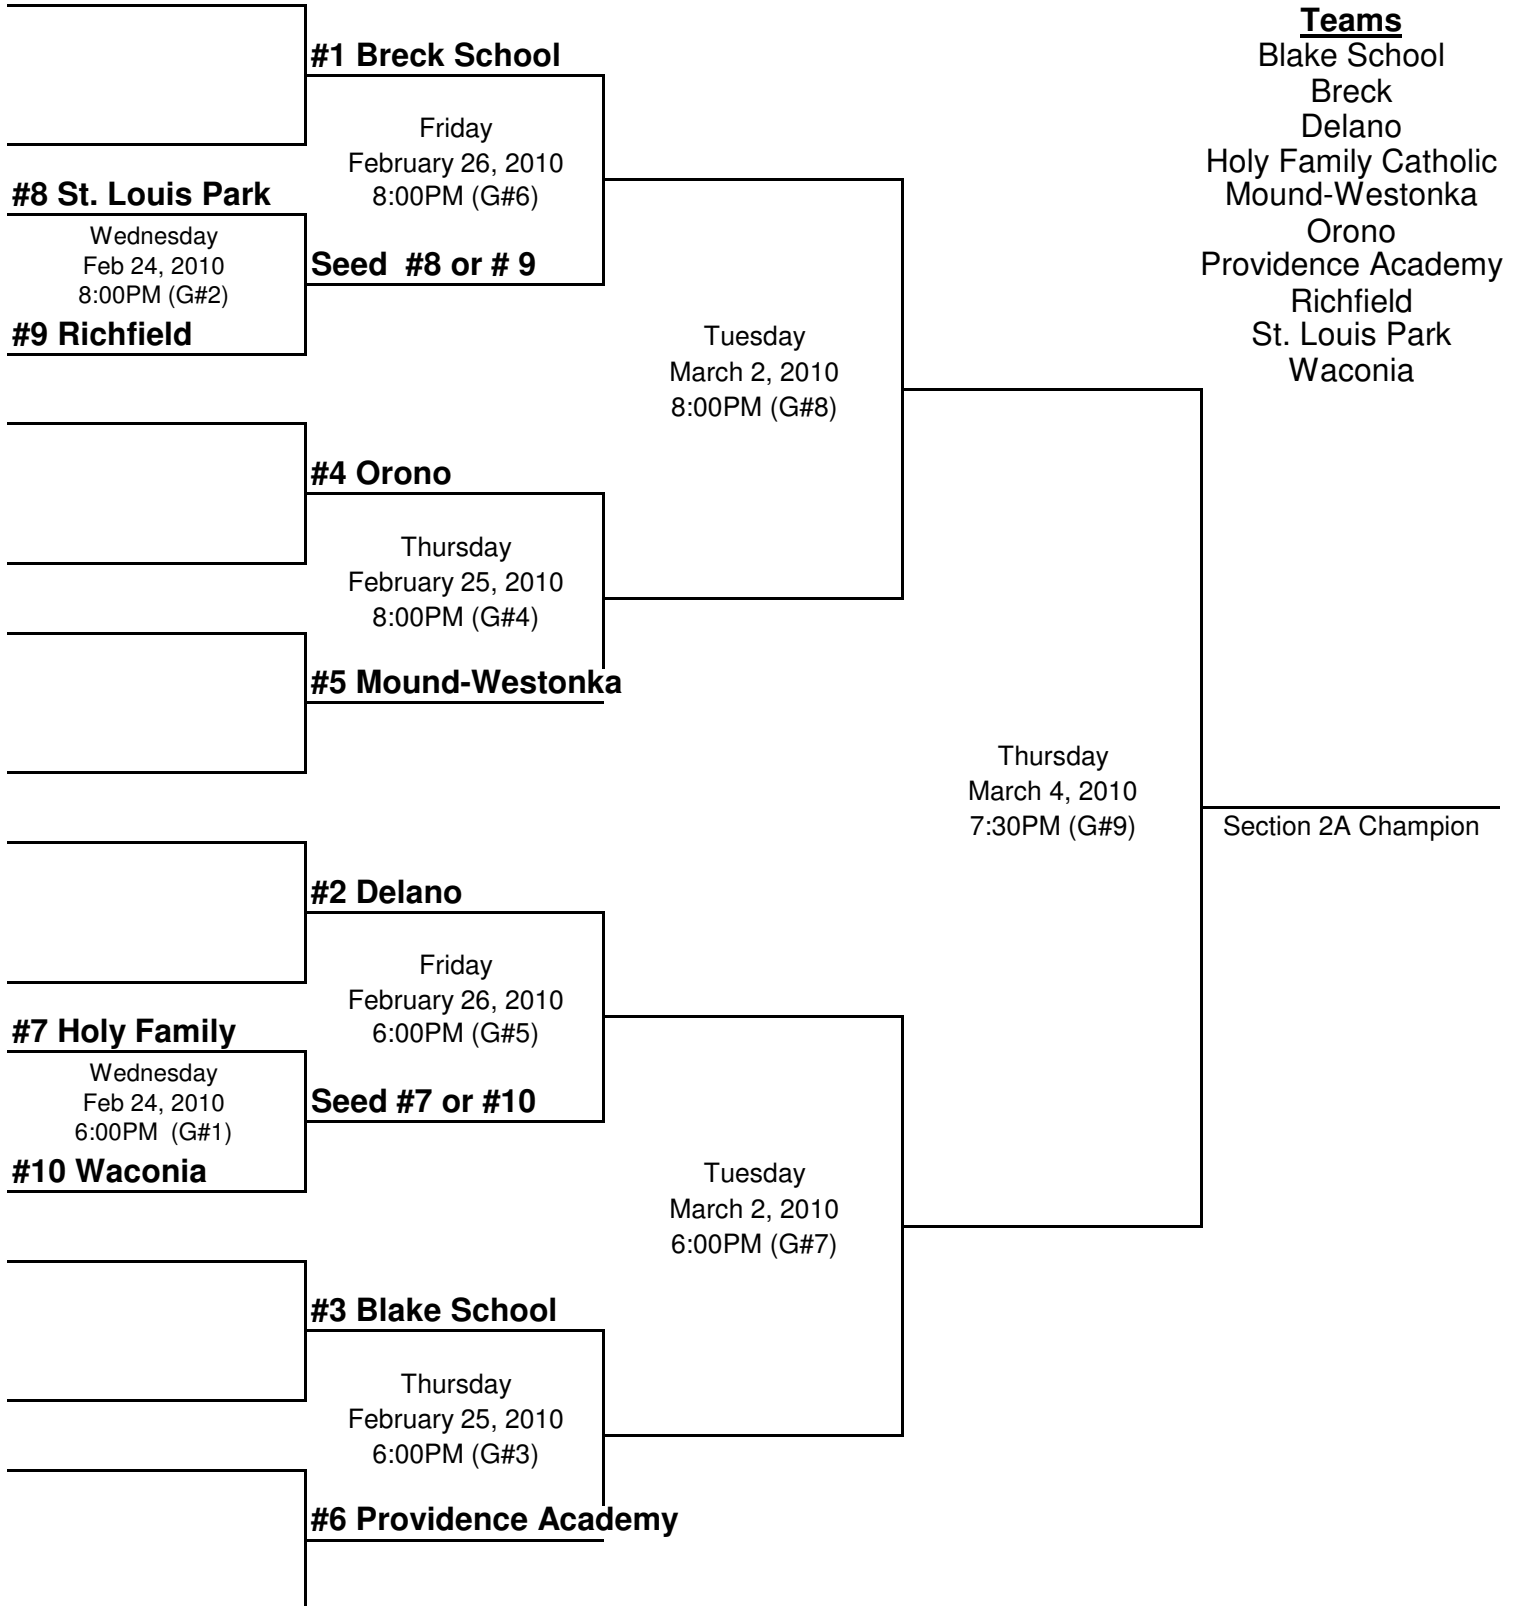 Teams
Blake School
Breck
Delano
Holy Family Catholic
Mound-Westonka
Orono
Providence Academy
Richfield
St. Louis Park
Waconia
#1 Breck School
Friday
February 26, 2010
8:00PM (G#6)
#8 St. Louis Park
Wednesday
Feb 24, 2010
8:00PM (G#2)
#9 Richfield
Seed #8 or # 9
Tuesday
March 2, 2010
8:00PM (G#8)
#4 Orono
Thursday
February 25, 2010
8:00PM (G#4)
#5 Mound-Westonka
Thursday
March 4, 2010
7:30PM (G#9)
Section 2A Champion
#2 Delano
Friday
February 26, 2010
6:00PM (G#5)
#7 Holy Family
Wednesday
Feb 24, 2010
6:00PM (G#1)
#10 Waconia
Seed #7 or #10
Tuesday
March 2, 2010
6:00PM (G#7)
#3 Blake School
Thursday
February 25, 2010
6:00PM (G#3)
#6 Providence Academy